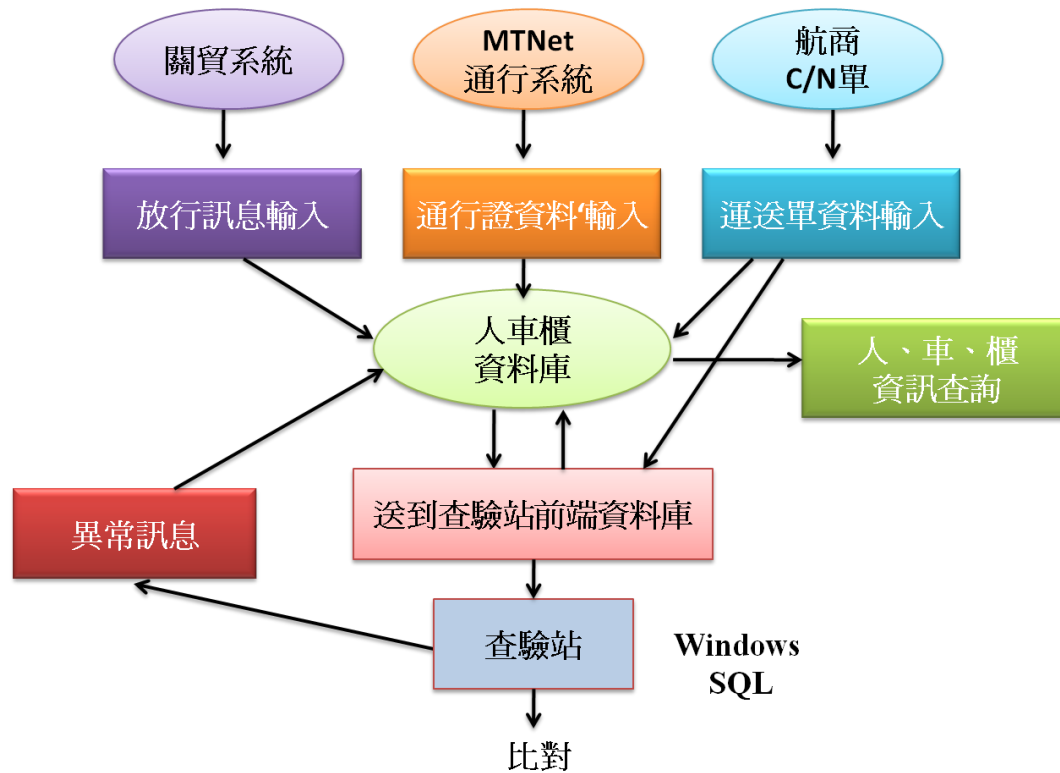 關貿系統
MTNet
通行系統
航商
C/N單
放行訊息輸入
通行證資料‘輸入
運送單資料輸入
人車櫃
資料庫
人、車、櫃
資訊查詢
送到查驗站前端資料庫
異常訊息
查驗站
Windows
SQL
比對